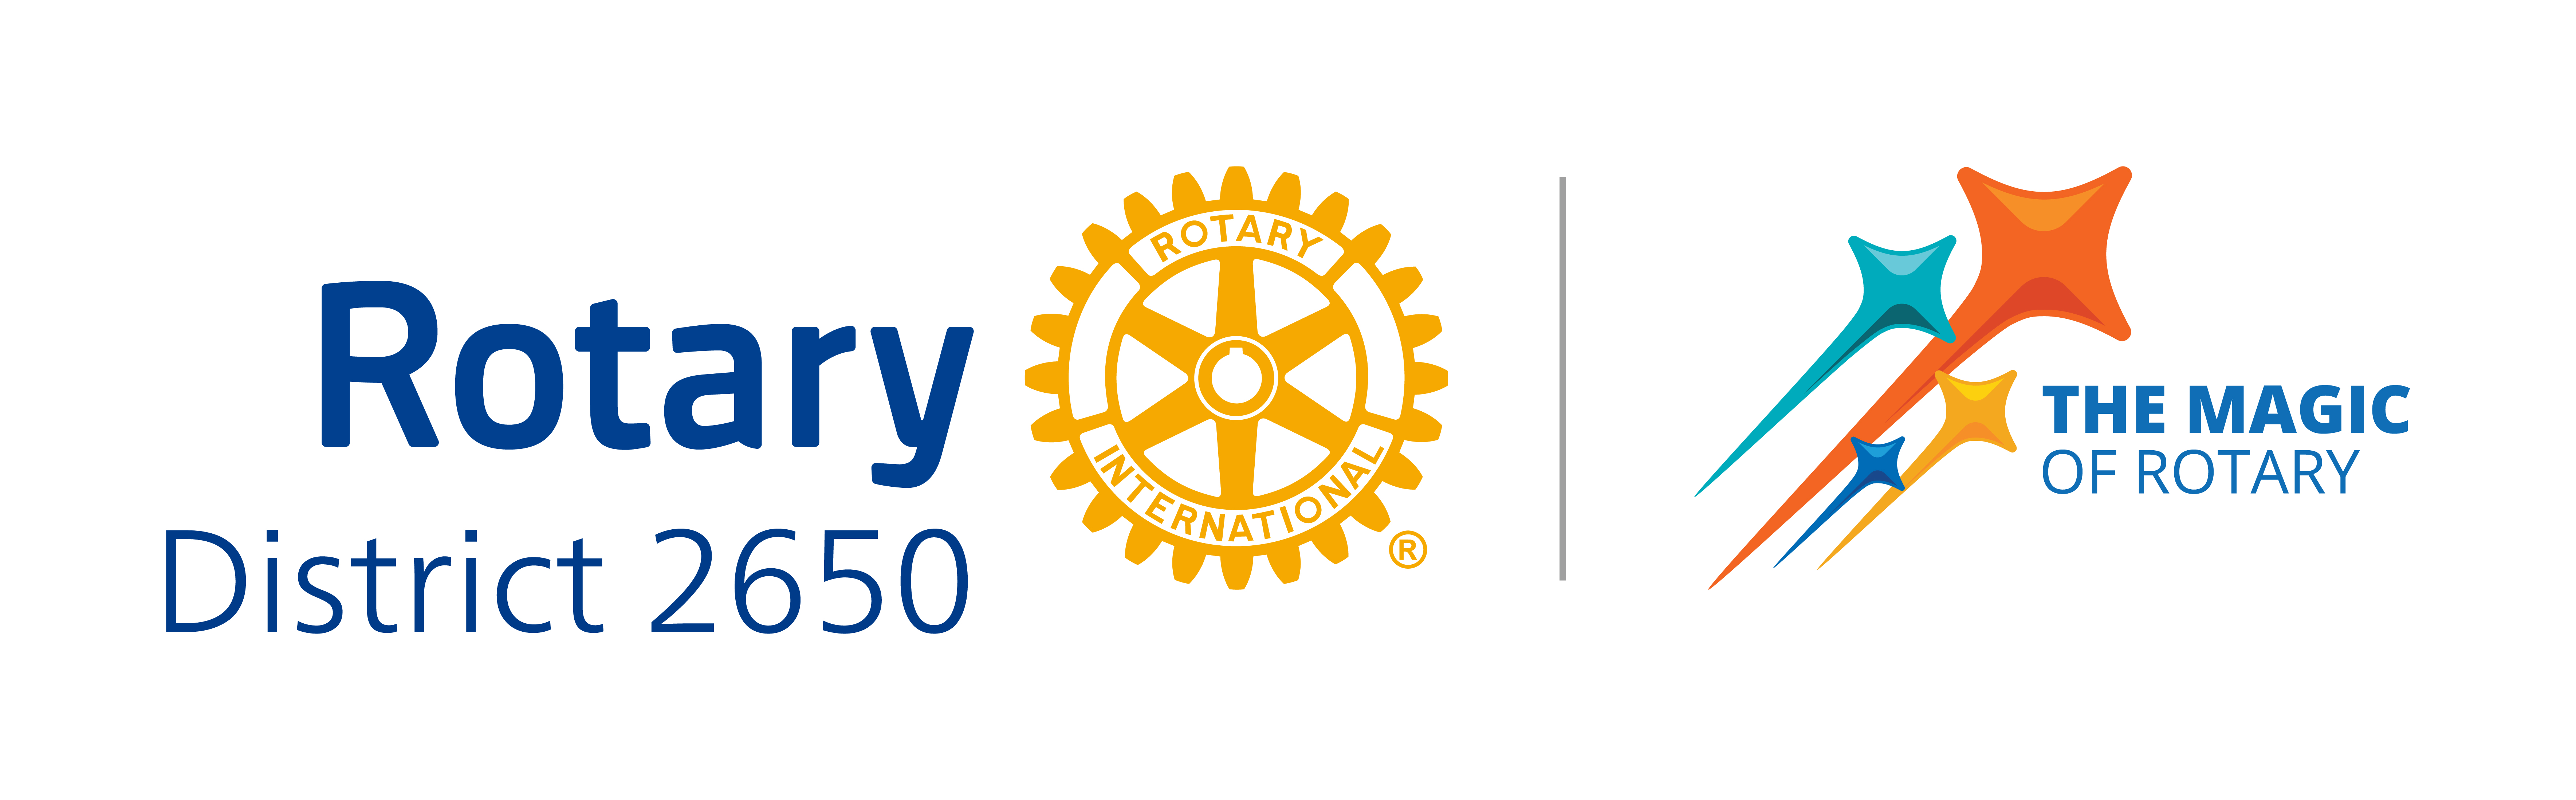 Rotary
District 2650
ROTARY
INTERNATIONAL
®
THE MAGIC
OF ROTARY